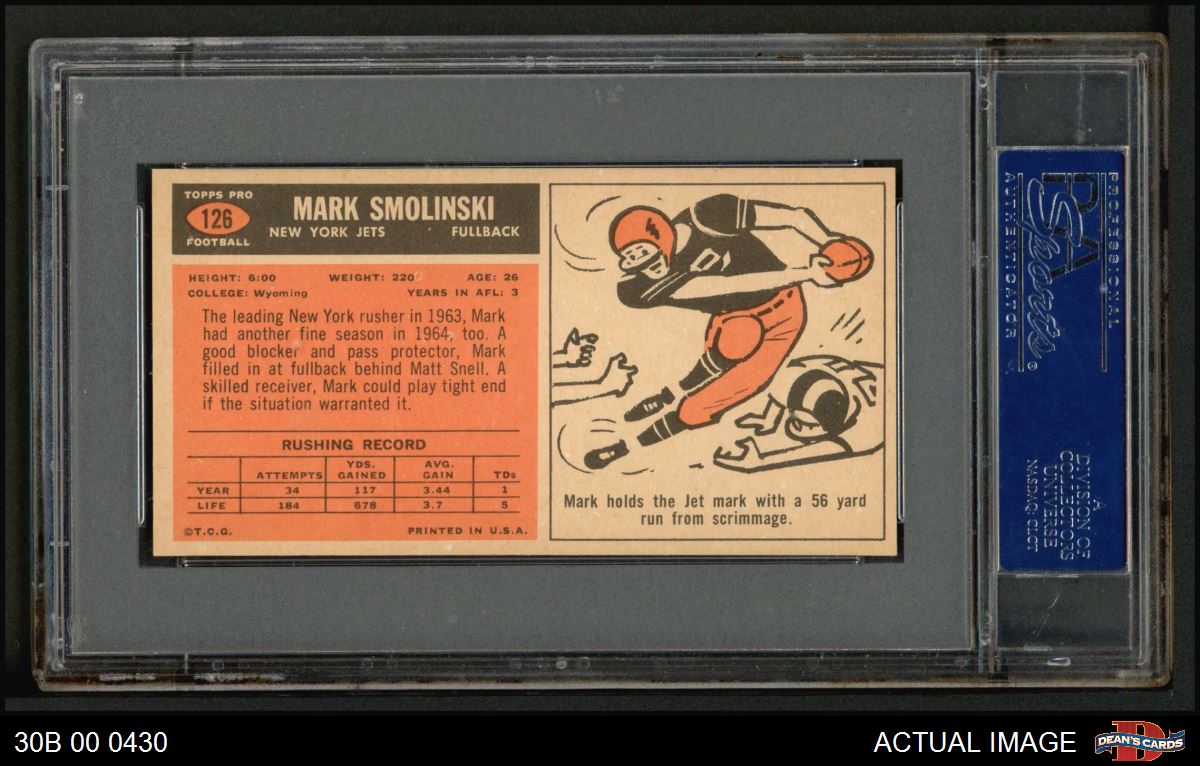 TOPPS PRO
126
FOOTBALL
MARK SMOLINSKI
NEW YORK JETS FULLBACK
HEIGHT: 6:00 WEIGHT: 220 AGE: 26
COLLEGE: Wyoming YEARS IN AFL: 3
The leading New York rusher in 1963, Mark
had another fine season in 1964, too. A
good blocker and pass protector, Mark
filled in at fullback behind Matt Snell. A
skilled receiver, Mark could play tight end
if the situation warranted it.
RUSHING RECORD
ATTEMPTS YDS. GAINED AVG. GAIN TDs
YEAR 34 117 3.44 1
LIFE 184 678 3.7 5
©T.C.G. PRINTED IN U.S.A.
Mark holds the Jet mark with a 56 yard
run from scrimmage.
PROFESSIONAL
PSA
Sports®
AUTHENTICATOR
A
DIVISION OF
COLLECTORS
UNIVERSE
NASDAQ: CLCT
30B 00 0430
ACTUAL IMAGE
D
DEAN'S CARDS